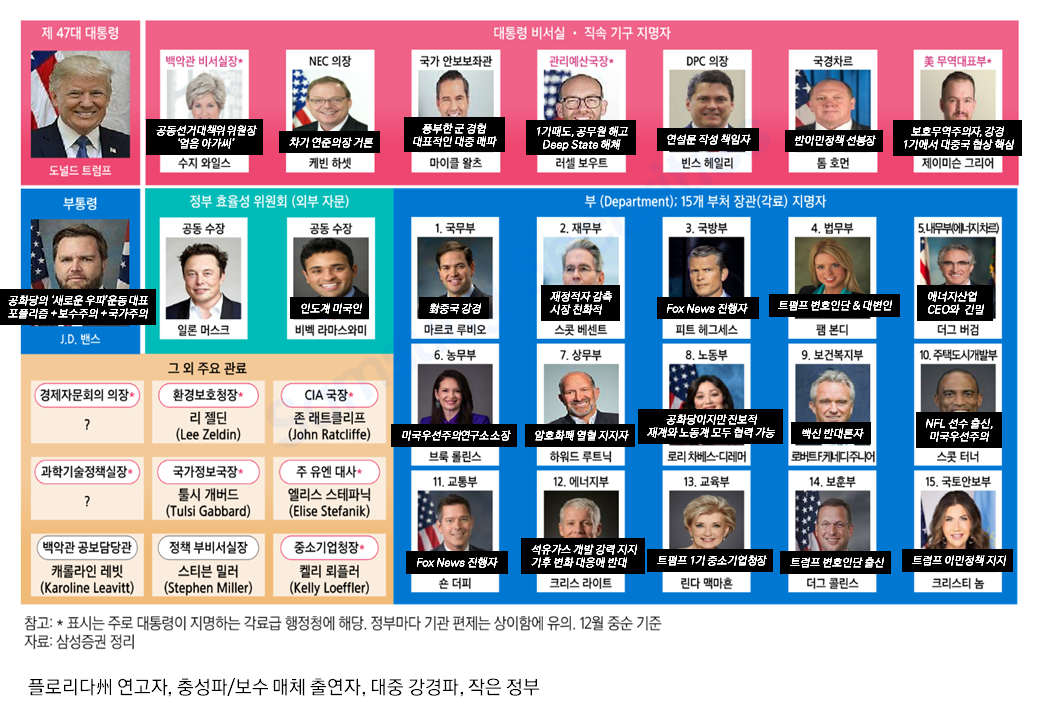 제 47대 대통령
도널드 트럼프
대통령 비서실 · 직속 기구 지명자
백악관 비서실장*
공동선거대책위 위원장
'얼음 아가씨'
수지 와일스
NEC 의장
차기 연준의장 거론
케빈 하셋
국가 안보보좌관
풍부한 군 경험
대표적인 대중 매파
마이클 왈츠
관리예산국장*
1기때도, 공무원 해고
Deep State 해체
러셀 보우트
DPC 의장
연설문 작성 책임자
빈스 헤일리
국경차르
반이민정책 선봉장
톰 호먼
美 무역대표부*
보호무역주의자, 강경
1기에서 대중국 협상 핵심
제이미슨 그리어
부통령
공화당의 '새로운 우파'운동 대표
포퓰리즘+보수주의+국가주의
J.D. 밴스
정부 효율성 위원회 (외부 자문)
공동 수장
일론 머스크
공동 수장
인도계 미국인
비벡 라마스와미
부 (Department); 15개 부처 장관(각료) 지명자
1. 국무부
화중국 강경
마르코 루비오
2. 재무부
재정적자 감축
시장 친화적
스콧 베센트
3. 국방부
Fox News 진행자
피트 헤그세스
4. 법무부
트팸프 변호인단 & 대변인
팸 본디
5.내무부(에너지 차르)
에너지산업
CEO와 긴밀
더그 버검
6. 농무부
미국우선주의연구소 소장
브룩 롤린스
7. 상무부
암호화폐 열혈 지지자
하워드 루트닉
8. 노동부
공화당이지만 진보적
재계와 노동계 모두 협력 가능
로리 차베스-디레머
9. 보건복지부
백신 반대론자
로버트F.케네디 주니어
10. 주택도시개발부
NFL 선수 출신,
미국우선주의
스콧 터너
11. 교통부
Fox News 진행자
숀 더피
12. 에너지부
석유가스 개발 강력 지지
기후 변화 대응에 반대
크리스 라이트
13. 교육부
트팸프 1기 중소기업청장
린다 맥마흔
14. 보훈부
트럼프 변호인단 출신
더그 콜린스
15. 국토안보부
트럼프 이민정책 지지
크리스티 놈
그 외 주요 관료
경제자문회의 의장*
?
환경보호청장*
리 젤딘
(Lee Zeldin)
CIA 국장*
존 래트클리프
(John Ratcliffe)
과학기술정책실장*
?
국가정보국장*
툴시 개버드
(Tulsi Gabbard)
주 유엔 대사*
엘리스 스테파닉
(Elise Stefanik)
백악관 공보담당관
캐롤라인 레빗
(Karoline Leavitt)
정책 부비서실장
스티븐 밀러
(Stephen Miller)
중소기업청장*
켈리 뢰플러
(Kelly Loeffler)
참고: * 표시는 주로 대통령이 지명하는 각료급 행정청에 해당. 정부마다 기관 편제는 상이함에 유의. 12월 중순 기준
자료: 삼성증권 정리
플로리다州 연고자, 충성파/보수 매체 출연자, 대중 강경파, 작은 정부